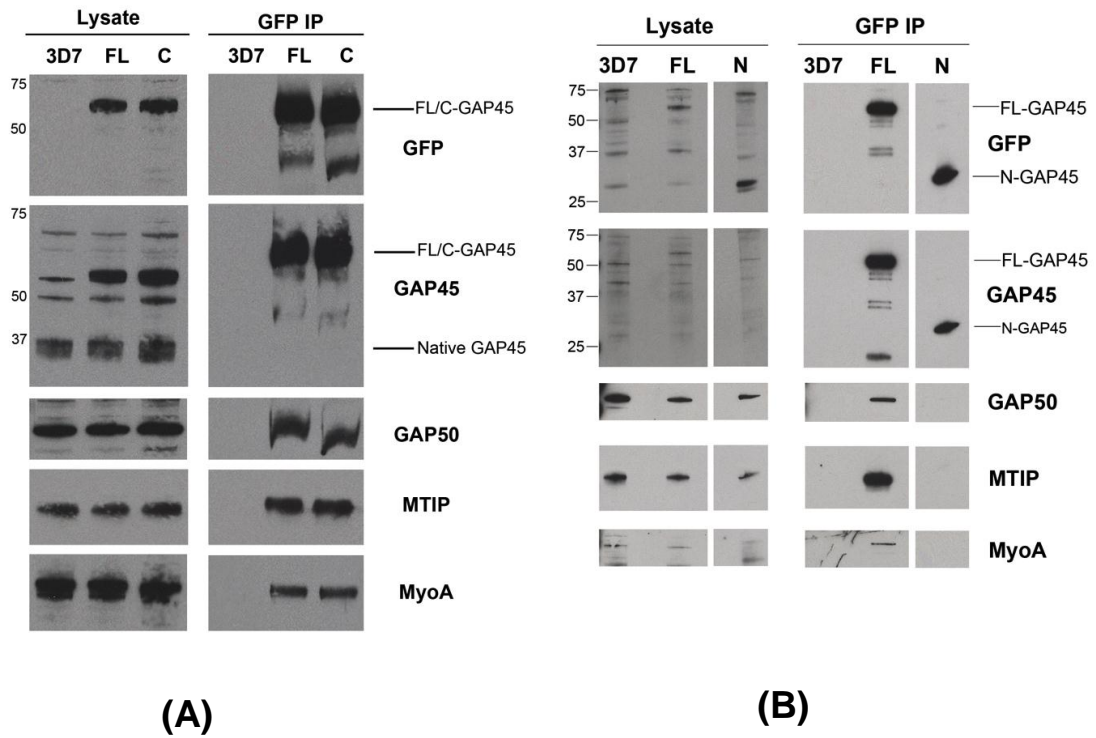 Lysate
GFP IP
3D7 FL C
3D7 FL C
75
50
FL/C-GAP45
GFP
75
50
37
FL/C-GAP45
GAP45
Native GAP45
GAP50
MTIP
MyoA
(A)
Lysate
GFP IP
3D7 FL N
3D7 FL N
75
50
37
25
FL-GAP45
GFP
N-GAP45
75
50
37
25
FL-GAP45
GAP45
N-GAP45
GAP50
MTIP
MyoA
(B)